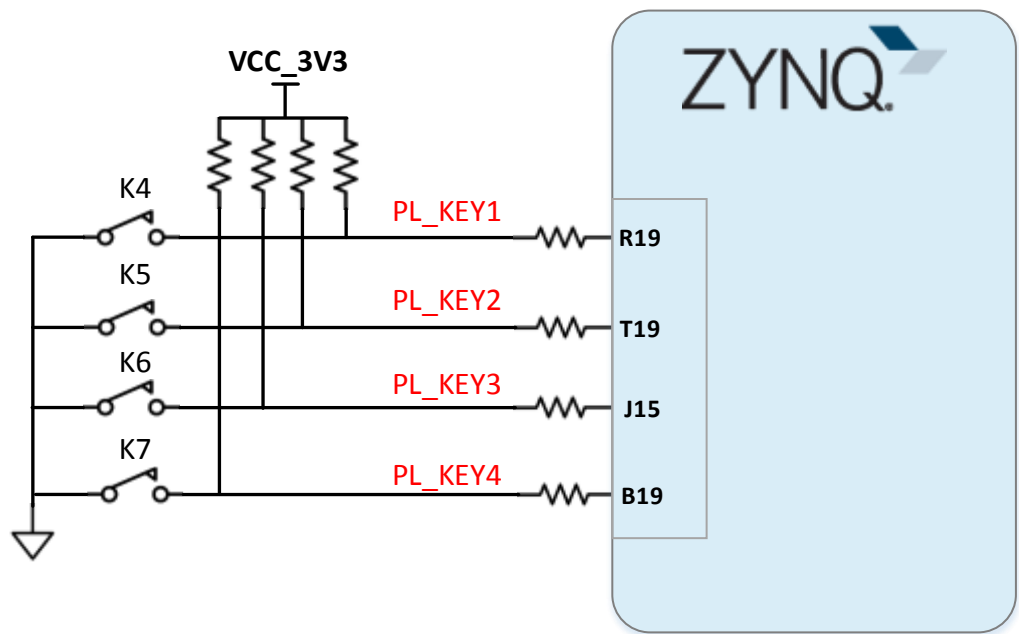 VCC_3V3
ZYNQ®
K4
PL_KEY1
R19
K5
PL_KEY2
T19
K6
PL_KEY3
J15
K7
PL_KEY4
B19